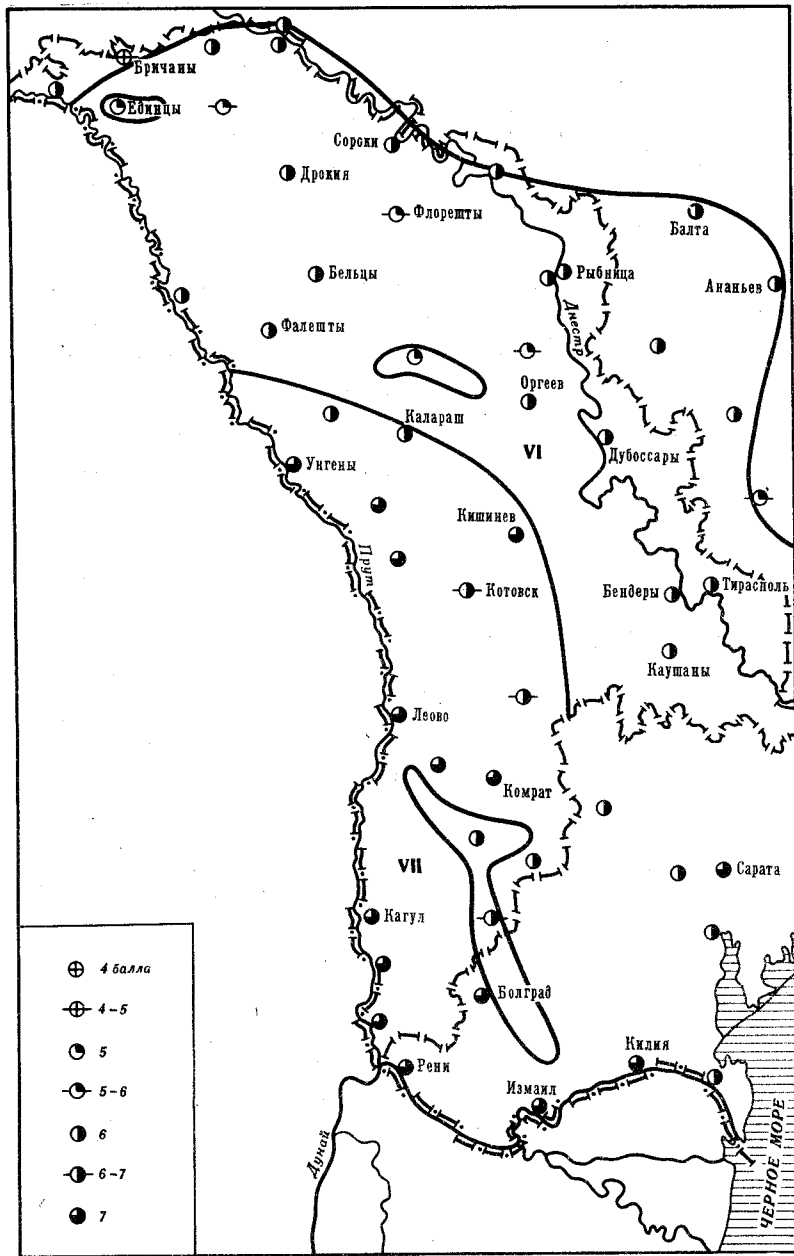 Бричаны
Единцы
Сорски
Дрокия
Флорешты
Балта
Бельцы
Рыбница
Ананьев
Днестр
Фалешты
Оргеев
Калараш
VI
Дубоссары
Унгены
Кишинев
Прут
Котовск
Бендеры
Тирасполь
Каушаны
Леово
Комрат
VII
Сарата
Кагул
Болград
Килия
Рени
Измаил
Дунай
ЧЕРНОЕ МОРЕ
4 балла
4-5
5
5-6
6
6-7
7